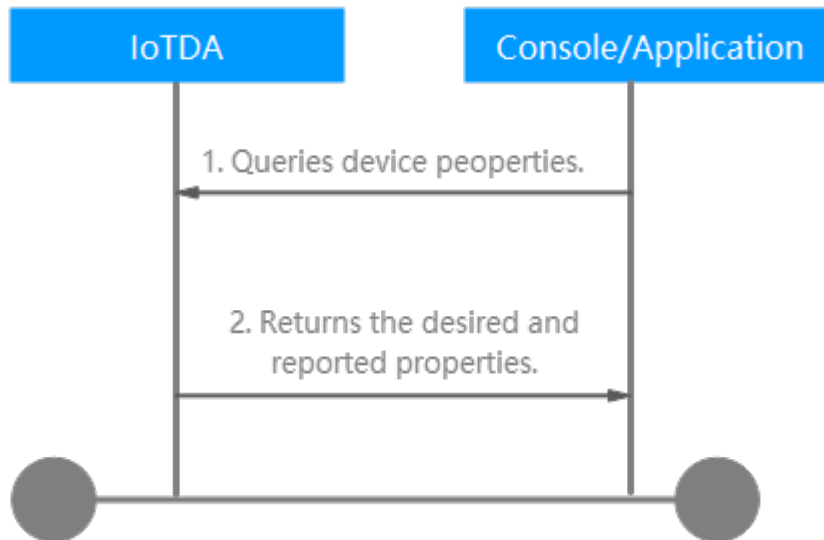 IoTDA
Console/Application
1. Queries device peoperties.
2. Returns the desired and
reported properties.